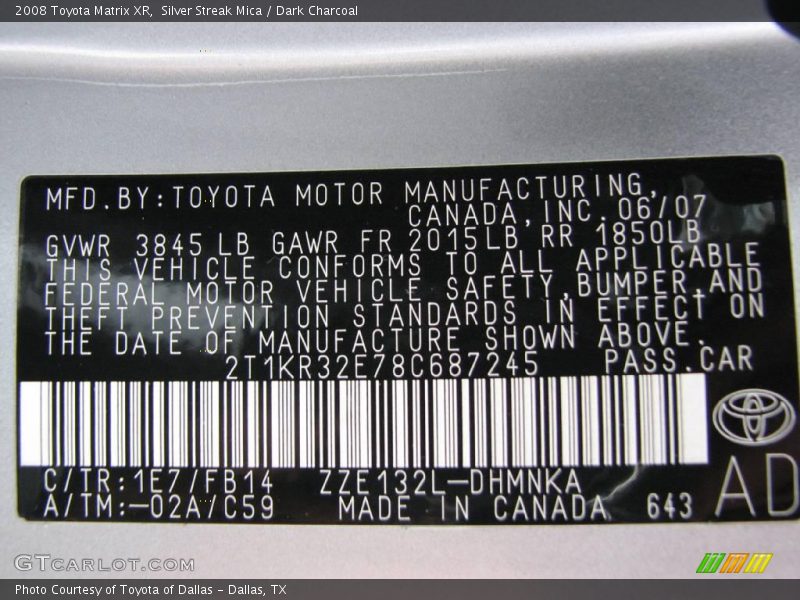 2008 Toyota Matrix XR, Silver Streak Mica / Dark Charcoal
MFD.BY:TOYOTA MOTOR MANUFACTURING,
CANADA,INC.06/07
GVWR 3845 LB GAWR FR 2015LB RR 1850LB
THIS VEHICLE CONFORMS TO ALL APPLICABLE
FEDERAL MOTOR VEHICLE SAFETY,BUMPER,AND
THEFT PREVENTION STANDARDS IN EFFECT ON
THE DATE OF MANUFACTURE SHOWN ABOVE.
2T1KR32E78C687245 PASS.CAR
C/TR:1E7/FB14 ZZE132L-DHMNKA
A/TM:-02A/C59 MADE IN CANADA 643
AD
GTCARLOT.COM
Photo Courtesy of Toyota of Dallas - Dallas, TX